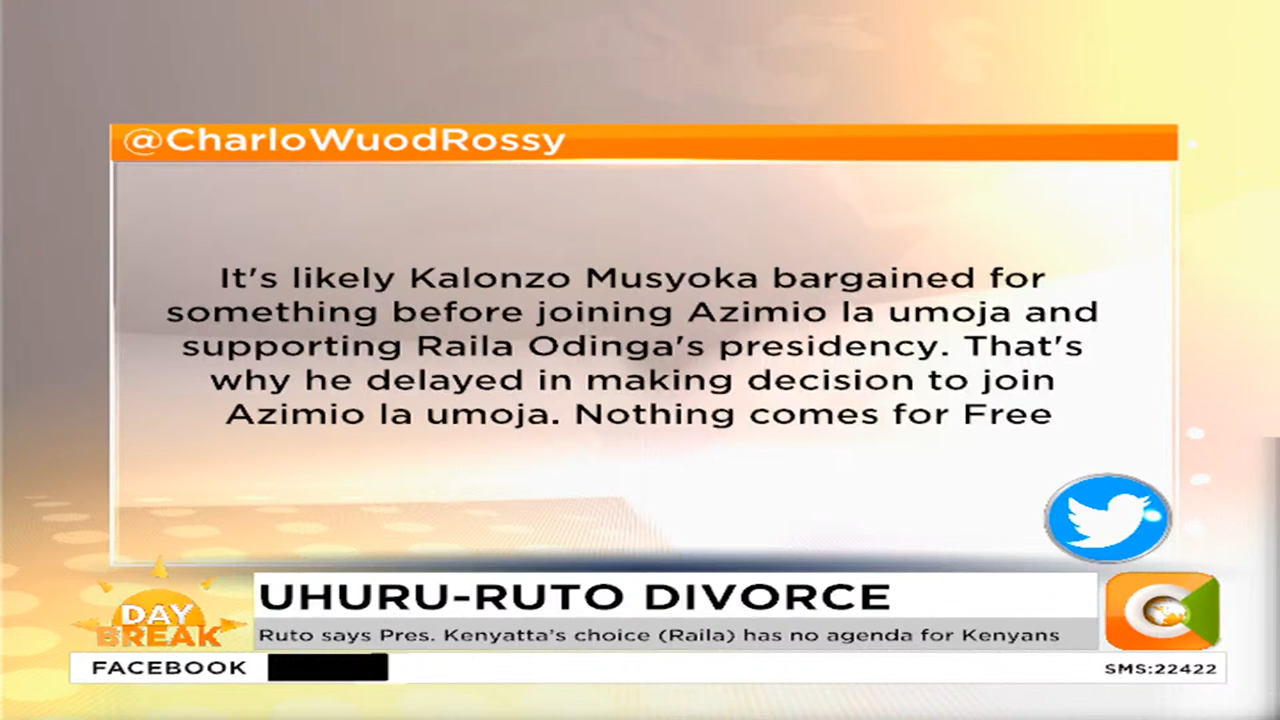 @CharloWuodRossy
It's likely Kalonzo Musyoka bargained for
something before joining Azimio la umoja and
supporting Raila Odinga's presidency. That's
why he delayed in making decision to join
Azimio la umoja. Nothing comes for Free
DAY
BREAK
UHURU-RUTO DIVORCE
Ruto says Pres. Kenyatta's choice (Raila) has no agenda for Kenyans
FACEBOOK
SMS:22422